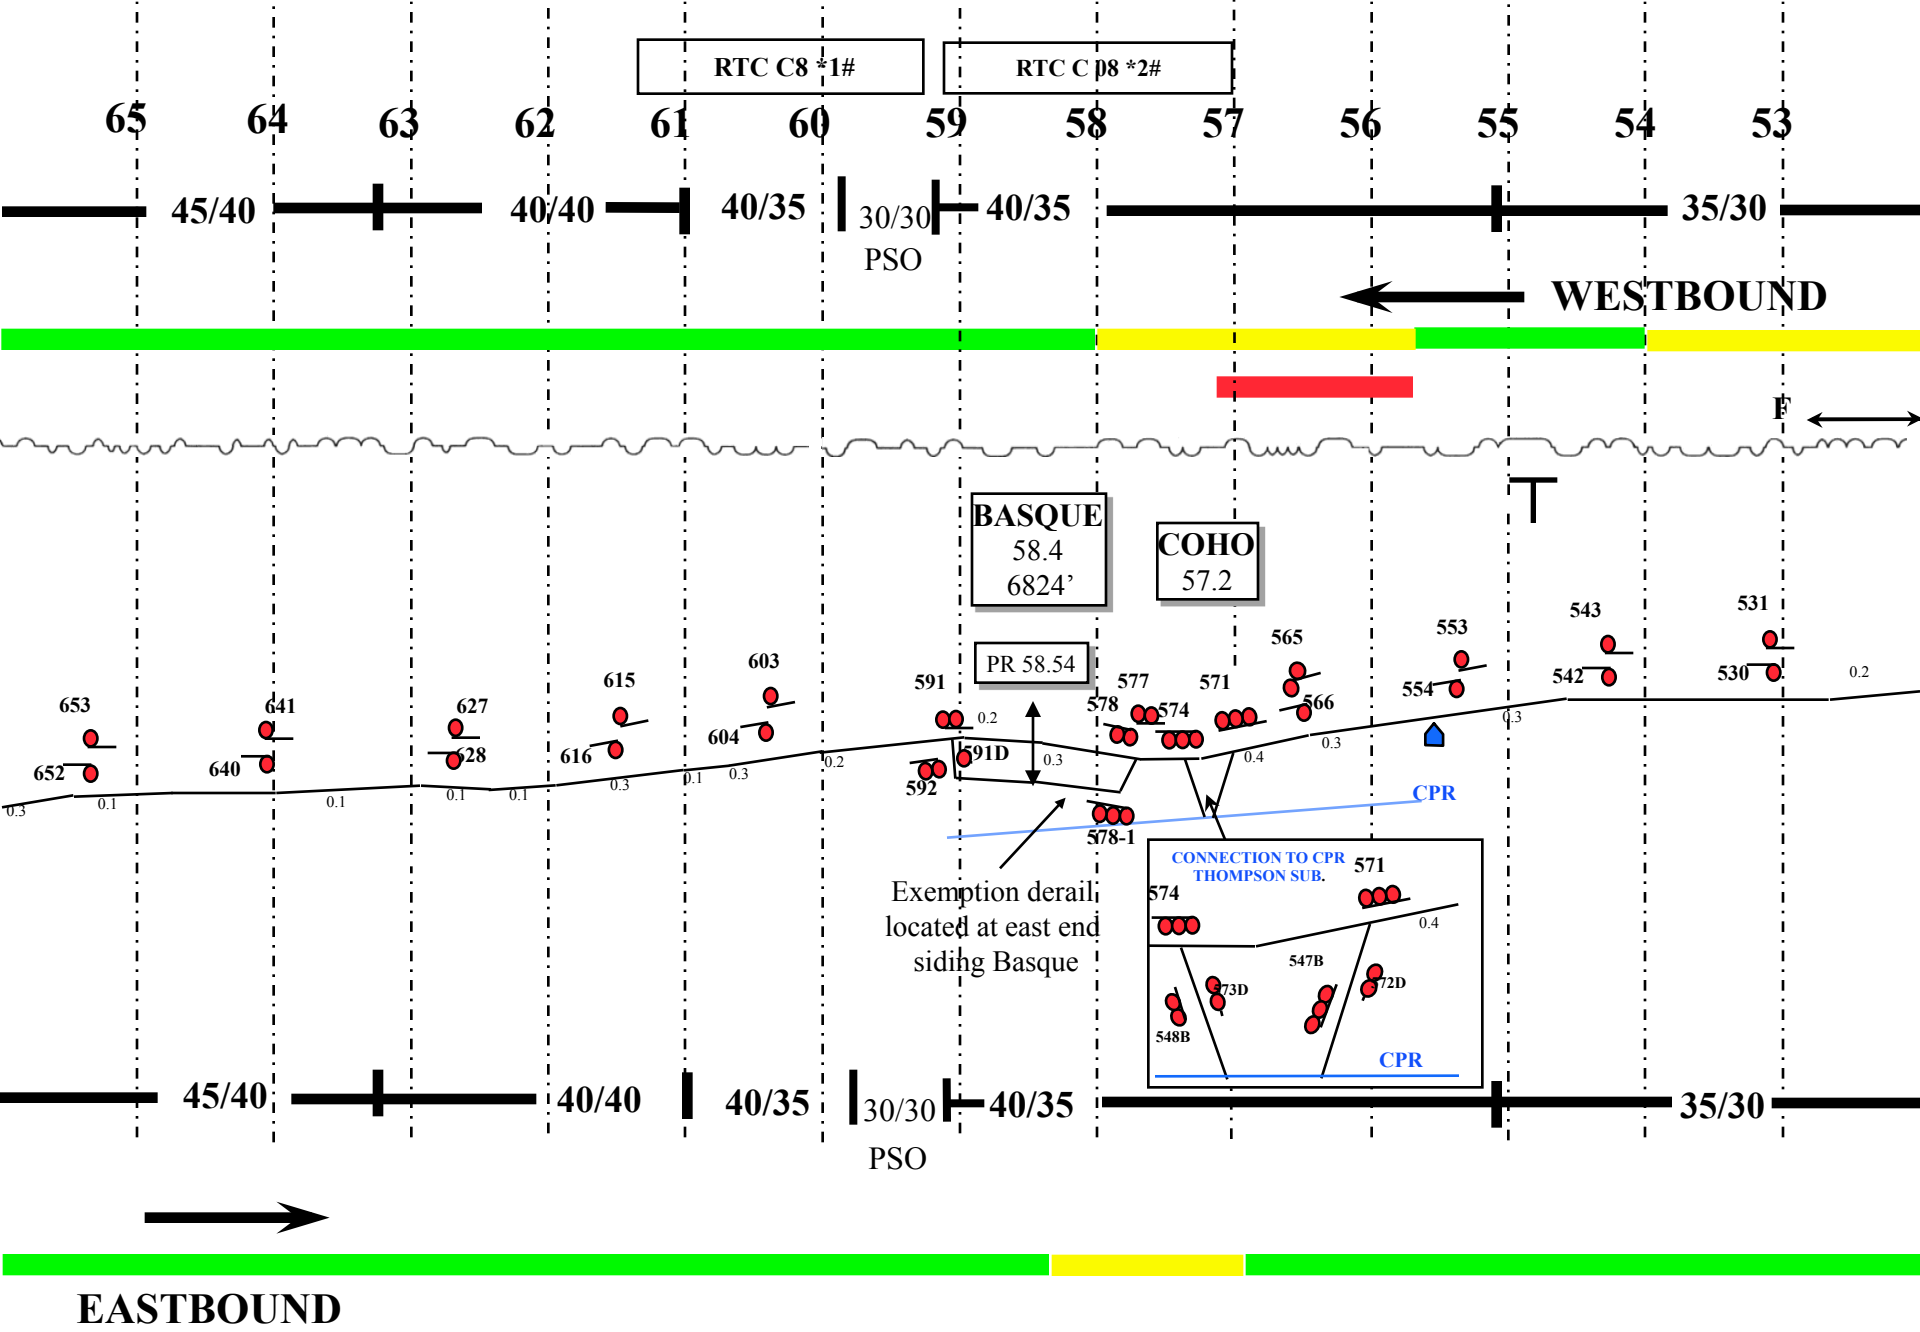 RTC C8 *1#
RTC C 08 *2#
65 64 63 62 61 60 59 58 57 56 55 54 53
45/40 40/40 40/35 30/30 40/35 35/30
PSO
WESTBOUND
F
BASQUE
58.4
6824’
COHO
57.2
PR 58.54
653
652
641
640
627
628
615
616
603
604
591
592
591D
577
578
574
571
578-1
565
566
553
554
543
542
531
530
0.3
0.1
0.1
0.1
0.1
0.3
0.1
0.3
0.2
0.2
0.3
0.4
0.3
0.3
0.2
CPR
Exemption derail
located at east end
siding Basque
CONNECTION TO CPR
THOMPSON SUB.
571
574
0.4
547B
573D
572D
548B
CPR
45/40 40/40 40/35 30/30 40/35 35/30
PSO
EASTBOUND